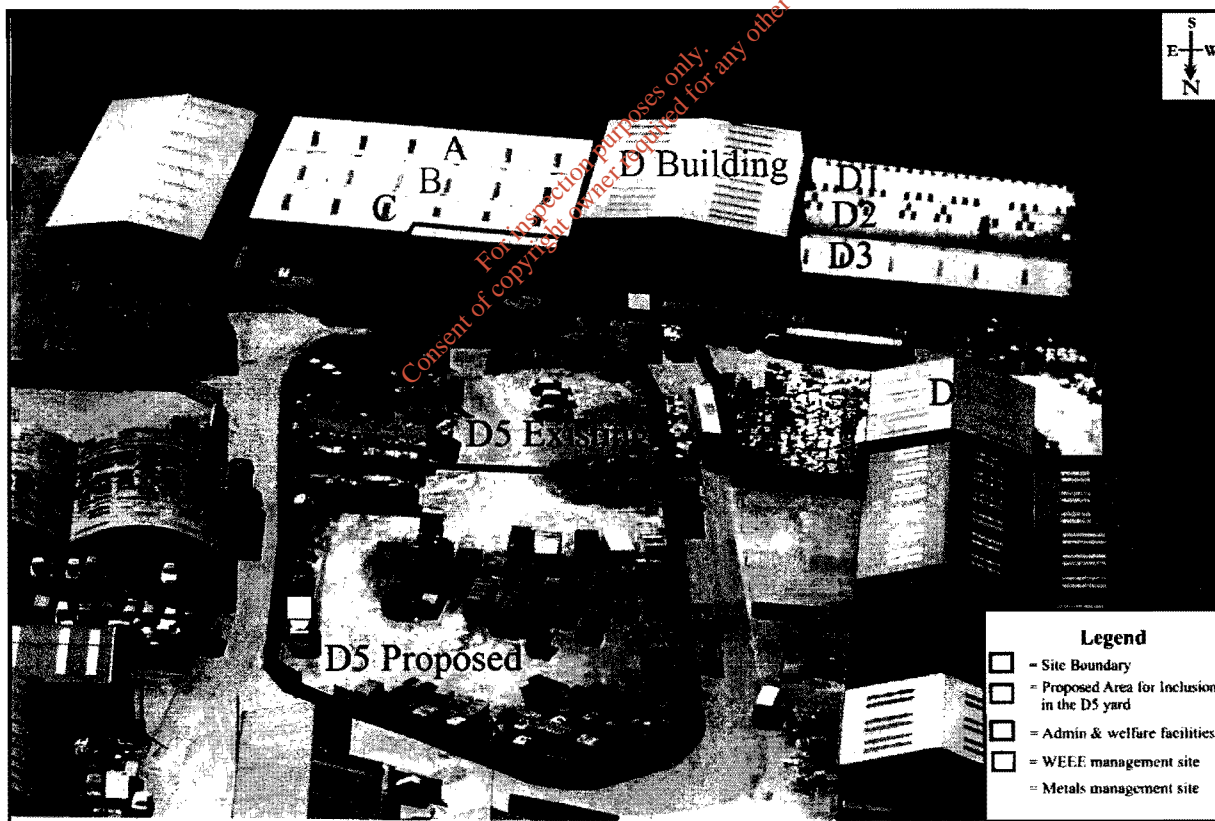 S
E W
N
For inspection purposes only.
Consent of copyright owner required for any other
A
B
C
D Building
D1
D2
D3
D
D5 Existing
D5 Proposed
Legend
= Site Boundary
= Proposed Area for Inclusion
in the D5 yard
= Admin & welfare facilities
= WEEE management site
= Metals management site